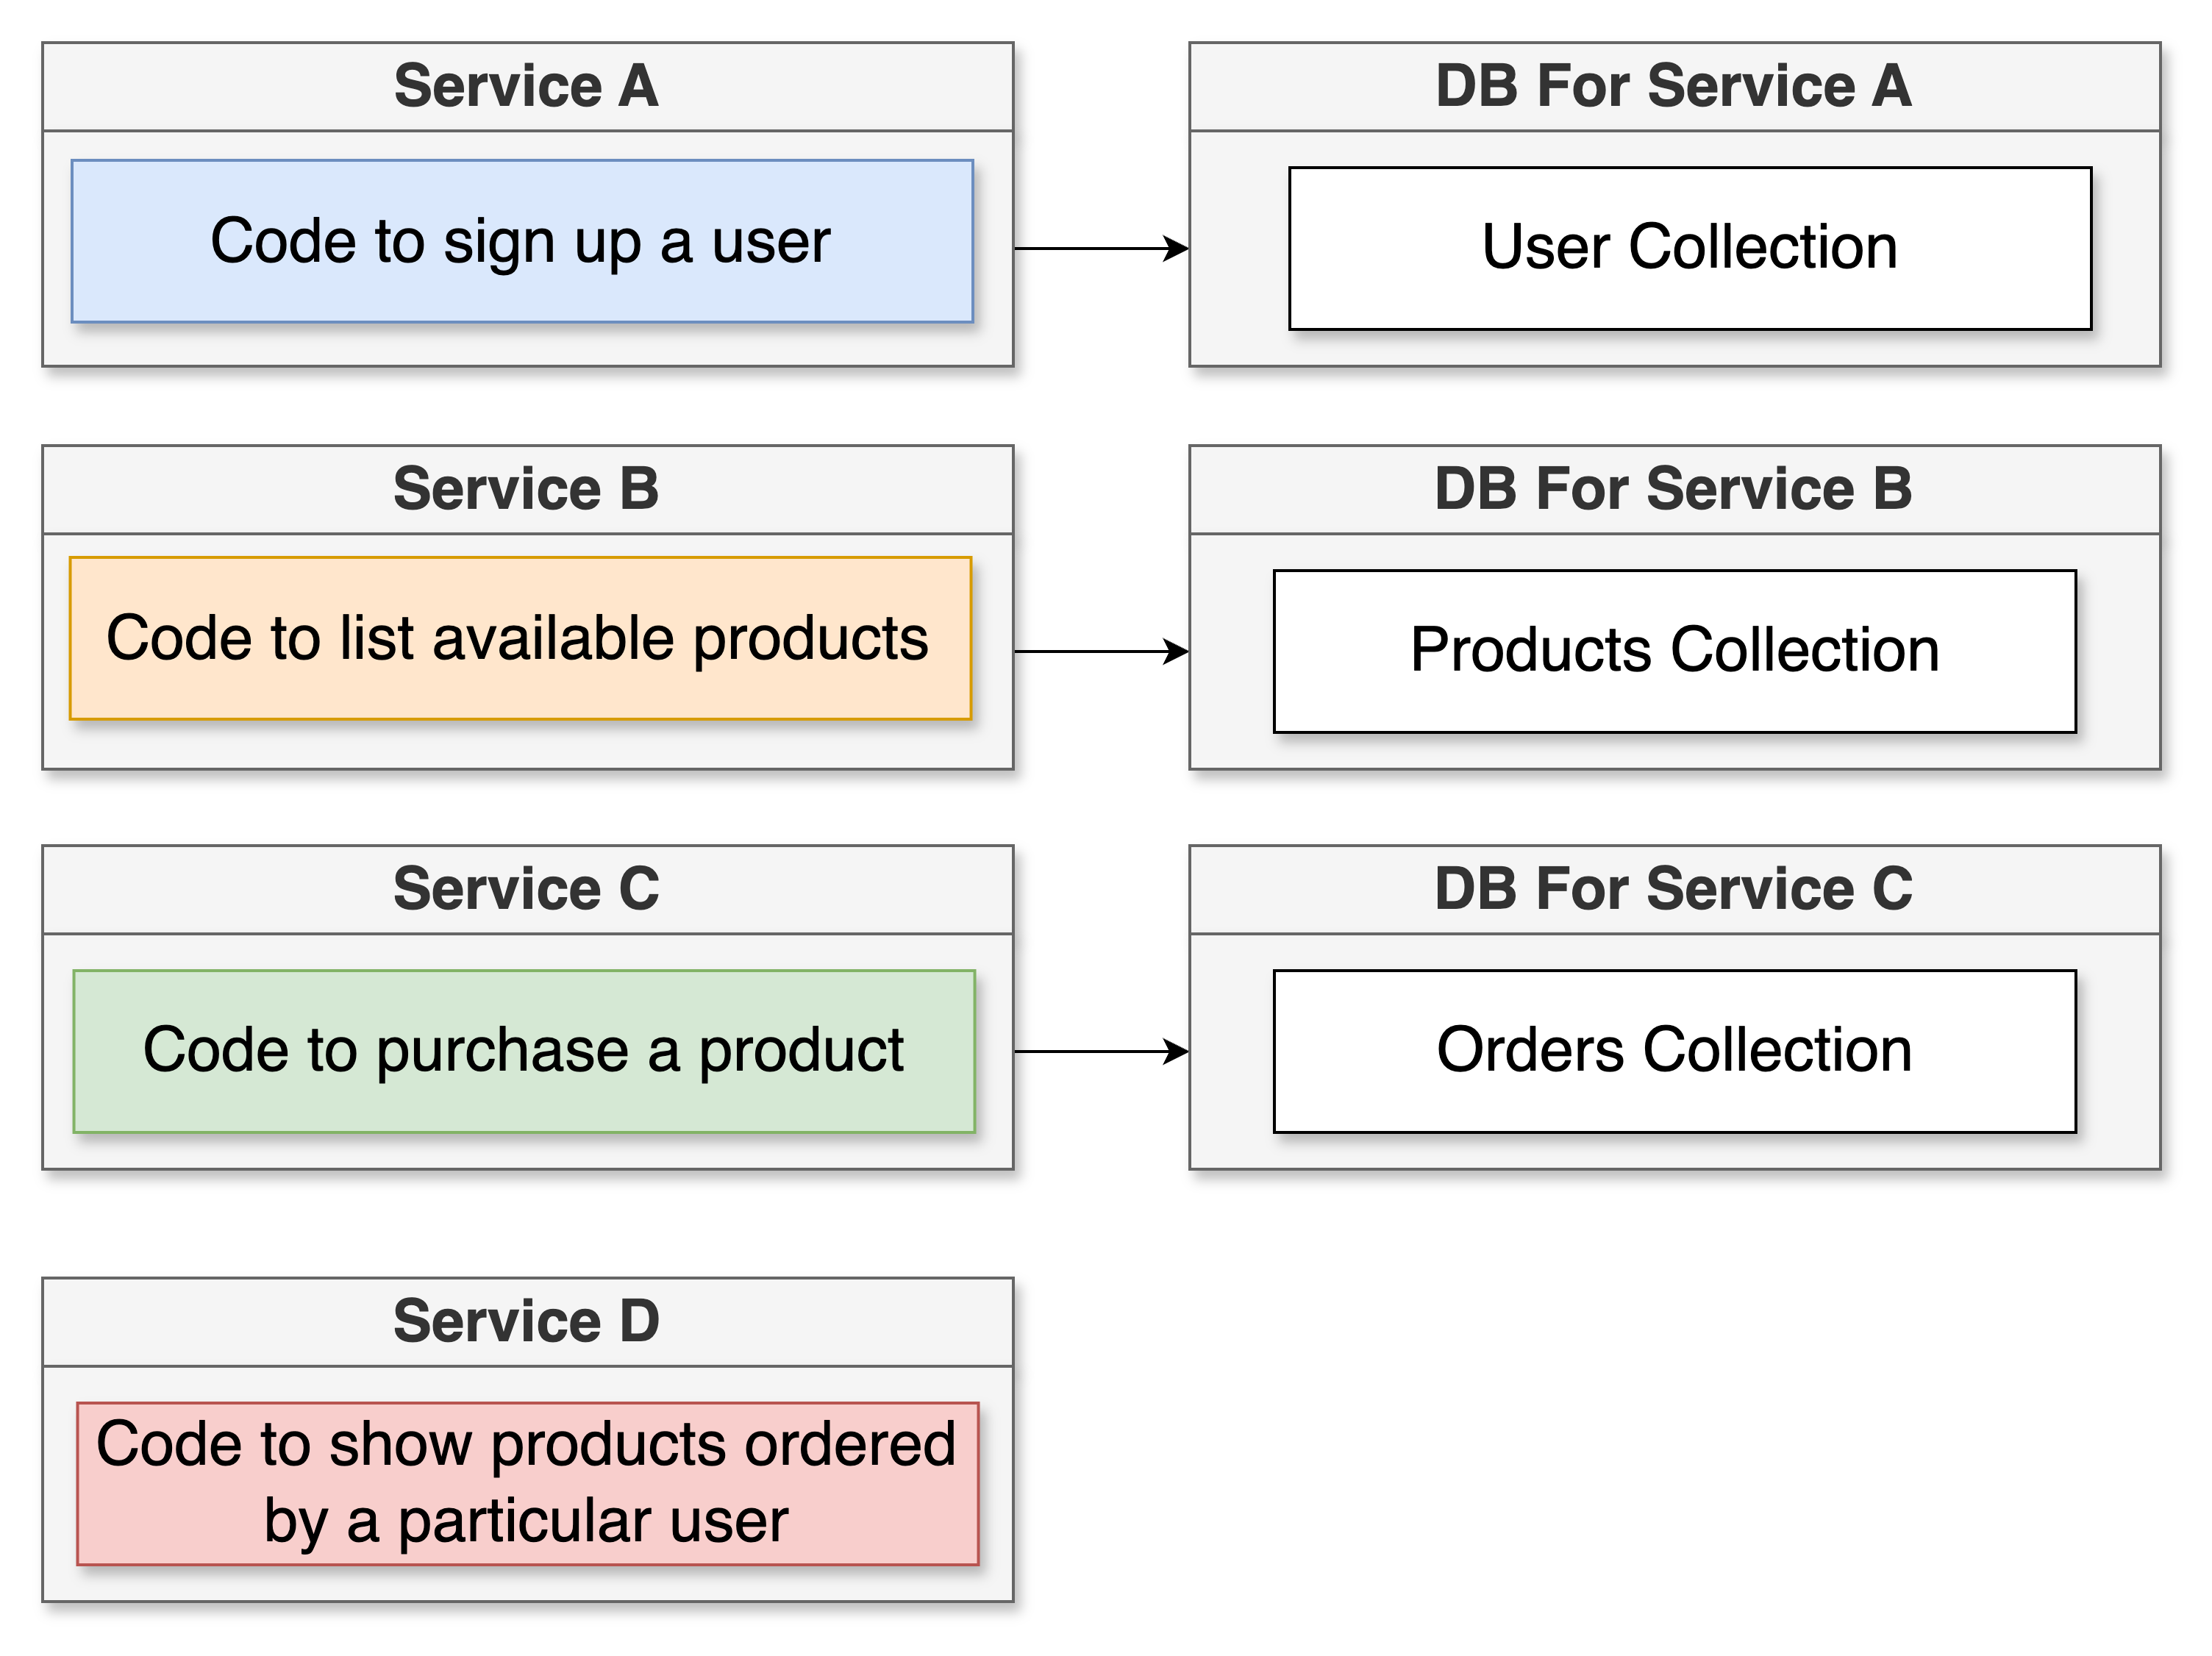 Service A
DB For Service A
Code to sign up a user
User Collection
Service B
DB For Service B
Code to list available products
Products Collection
Service C
DB For Service C
Code to purchase a product
Orders Collection
Service D
Code to show products ordered
by a particular user